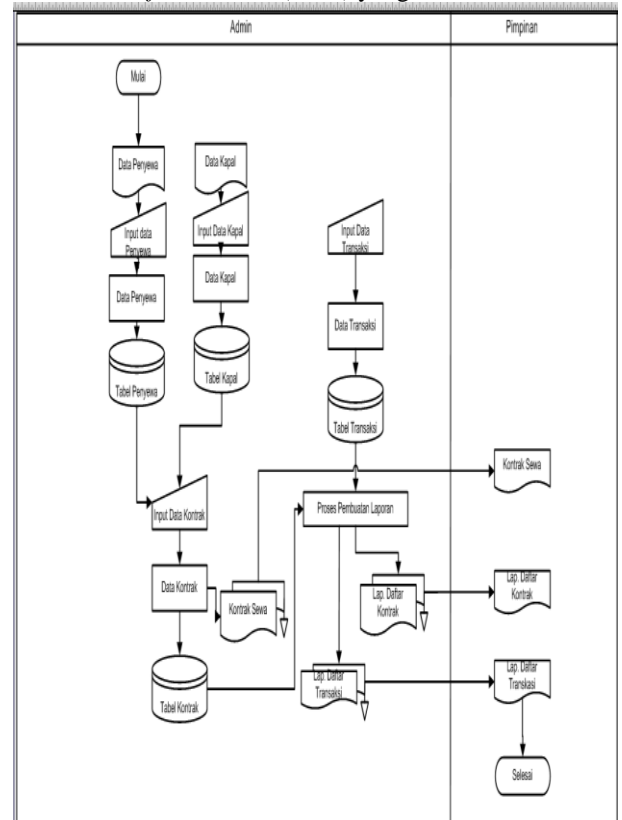 Admin
Pimpinan
Mulai
Data Penyewa
Data Kapal
Input data
Penyewa
Input Data Kapal
Input Data
Transaksi
Data Penyewa
Data Kapal
Data Transaksi
Tabel Penyewa
Tabel Kapal
Tabel Transaksi
Kontrak Sewa
Input Data Kontrak
Proses Pembuatan Laporan
Data Kontrak
Kontrak Sewa
Lap. Daftar
Kontrak
Lap. Daftar
Kontrak
Tabel Kontrak
Lap. Daftar
Transaksi
Lap. Daftar
Transkasi
Selesai